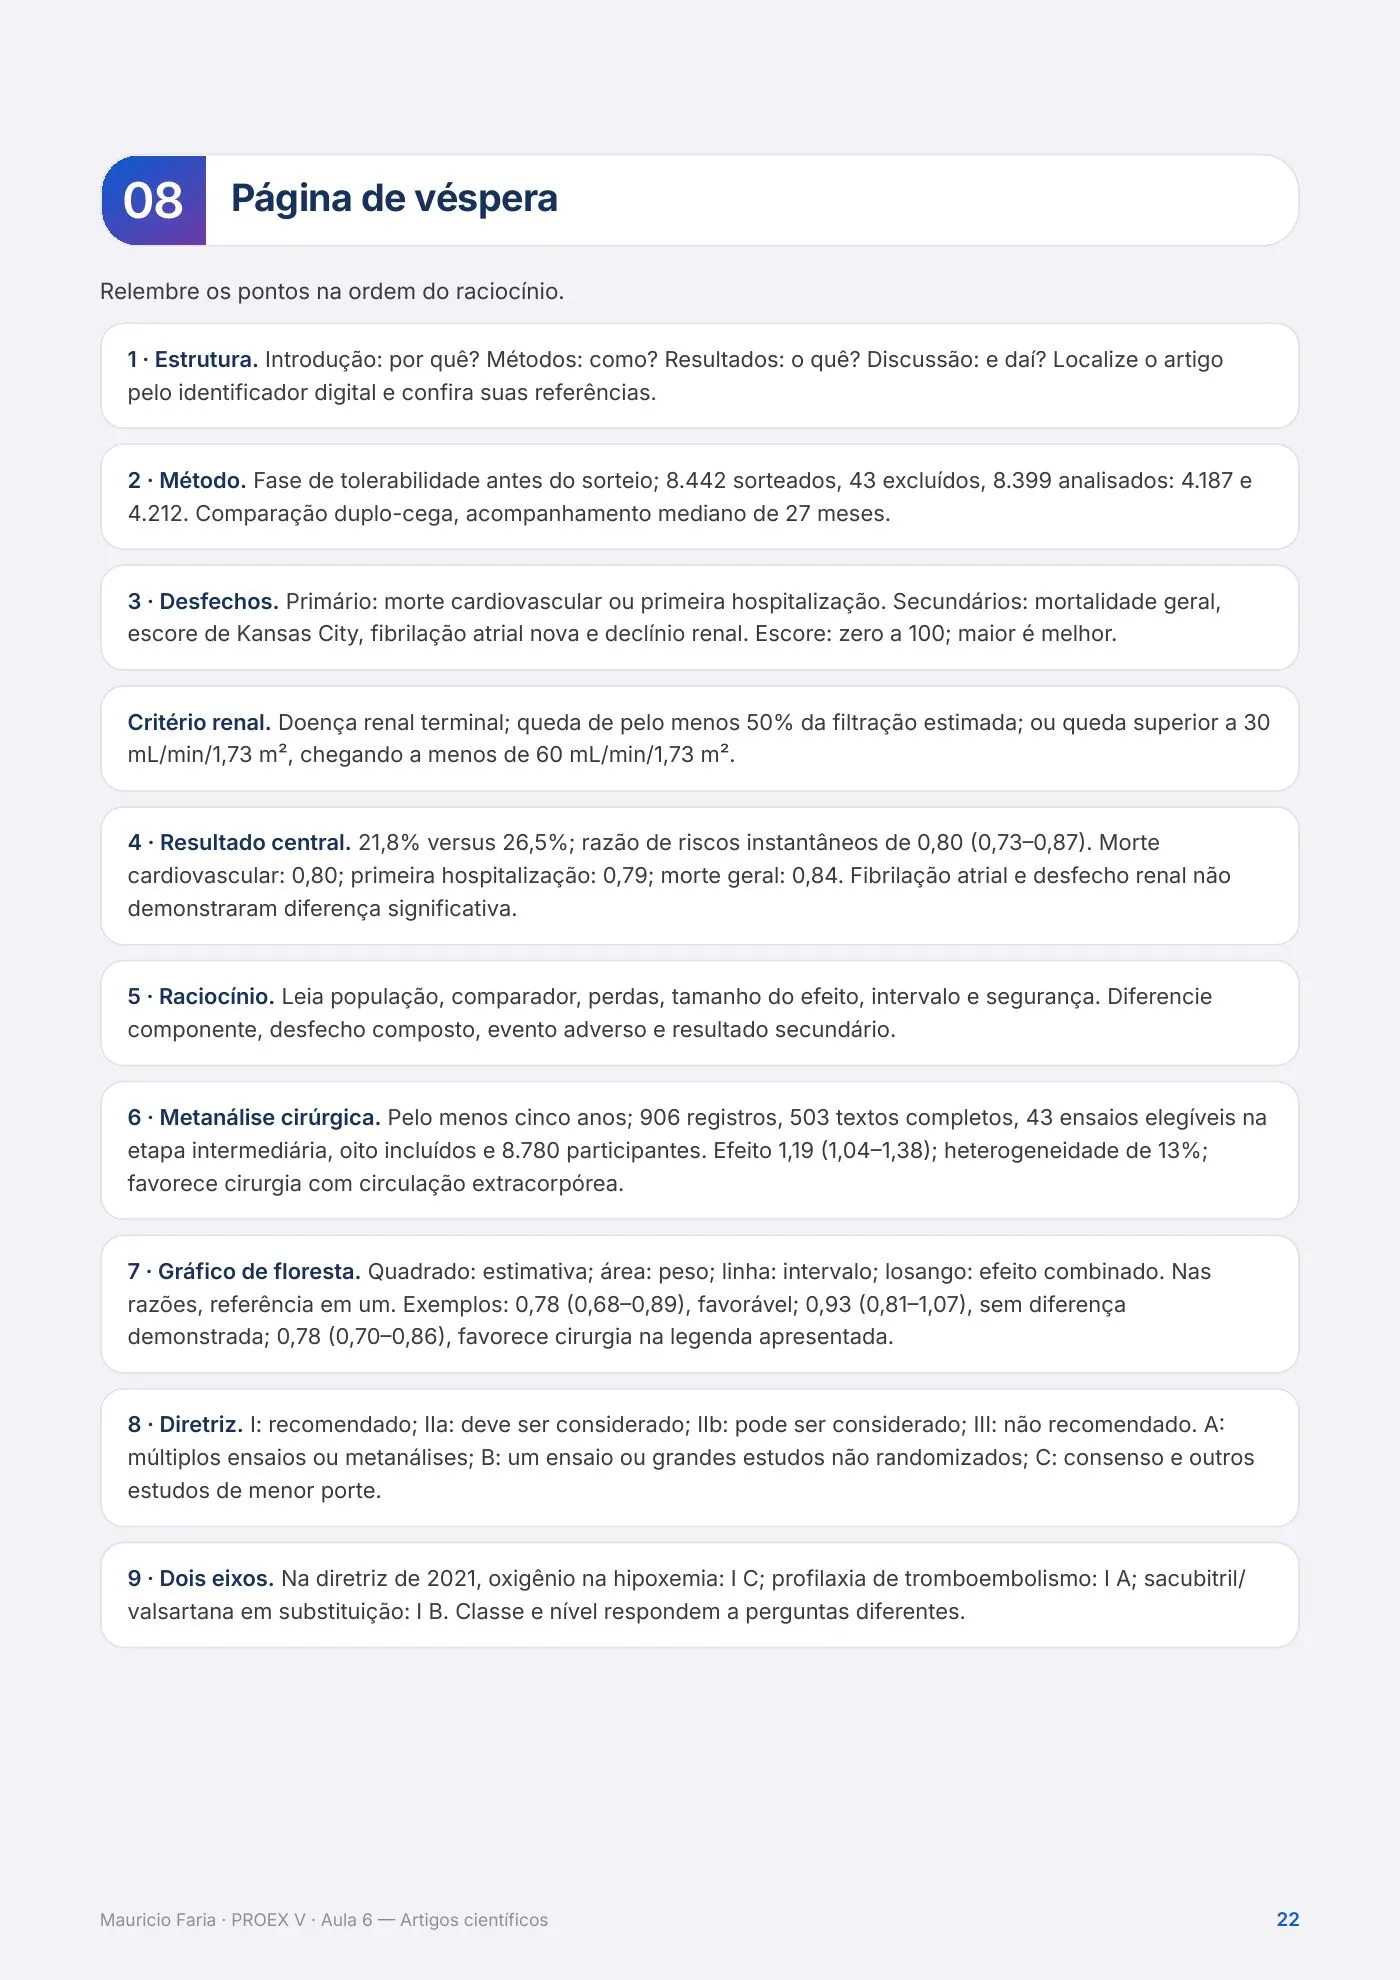 08
Página de véspera
Relembre os pontos na ordem do raciocínio.
1 · Estrutura. Introdução: por quê? Métodos: como? Resultados: o quê? Discussão: e daí? Localize o artigo
pelo identificador digital e confira suas referências.
2 · Método. Fase de tolerabilidade antes do sorteio; 8.442 sorteados, 43 excluídos, 8.399 analisados: 4.187 e
4.212. Comparação duplo-cega, acompanhamento mediano de 27 meses.
3 · Desfechos. Primário: morte cardiovascular ou primeira hospitalização. Secundários: mortalidade geral,
escore de Kansas City, fibrilação atrial nova e declínio renal. Escore: zero a 100; maior é melhor.
Critério renal. Doença renal terminal; queda de pelo menos 50% da filtração estimada; ou queda superior a 30
mL/min/1,73 m², chegando a menos de 60 mL/min/1,73 m².
4 · Resultado central. 21,8% versus 26,5%; razão de riscos instantâneos de 0,80 (0,73–0,87). Morte
cardiovascular: 0,80; primeira hospitalização: 0,79; morte geral: 0,84. Fibrilação atrial e desfecho renal não
demonstraram diferença significativa.
5 · Raciocínio. Leia população, comparador, perdas, tamanho do efeito, intervalo e segurança. Diferencie
componente, desfecho composto, evento adverso e resultado secundário.
6 · Metanálise cirúrgica. Pelo menos cinco anos; 906 registros, 503 textos completos, 43 ensaios elegíveis na
etapa intermediária, oito incluídos e 8.780 participantes. Efeito 1,19 (1,04–1,38); heterogeneidade de 13%;
favorece cirurgia com circulação extracorpórea.
7 · Gráfico de floresta. Quadrado: estimativa; área: peso; linha: intervalo; losango: efeito combinado. Nas
razões, referência em um. Exemplos: 0,78 (0,68–0,89), favorável; 0,93 (0,81–1,07), sem diferença
demonstrada; 0,78 (0,70–0,86), favorece cirurgia na legenda apresentada.
8 · Diretriz. I: recomendado; IIa: deve ser considerado; IIb: pode ser considerado; III: não recomendado. A:
múltiplos ensaios ou metanálises; B: um ensaio ou grandes estudos não randomizados; C: consenso e outros
estudos de menor porte.
9 · Dois eixos. Na diretriz de 2021, oxigênio na hipoxemia: I C; profilaxia de tromboembolismo: I A; sacubitril/
valsartana em substituição: I B. Classe e nível respondem a perguntas diferentes.
Mauricio Faria · PROEX V · Aula 6 — Artigos científicos
22